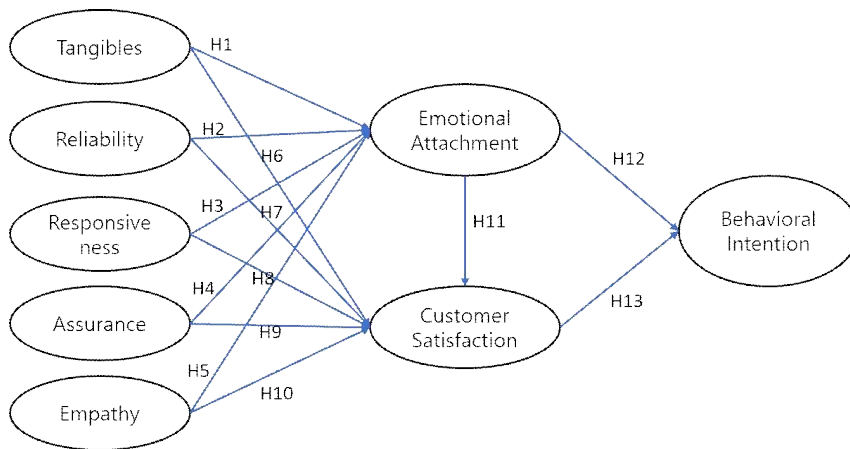 Tangibles
H1
Reliability
H2
H6
Responsive
ness
H3
H7
Assurance
H4
H8
H9
Empathy
H5
H10
Emotional
Attachment
H11
Customer
Satisfaction
H12
H13
Behavioral
Intention